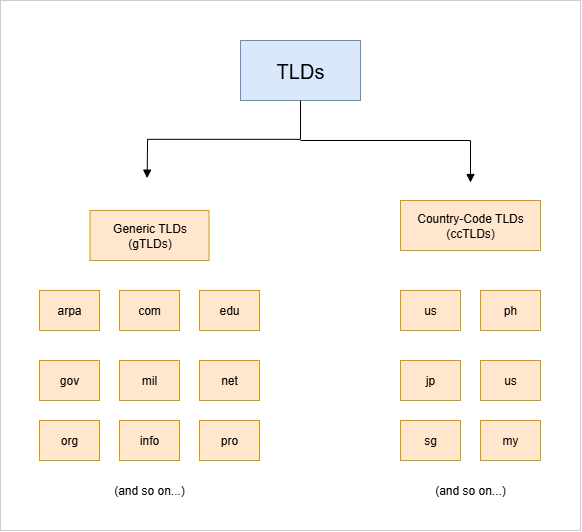 TLDs
Generic TLDs
(gTLDs)
arpa com edu
gov mil net
org info pro
(and so on...)
Country-Code TLDs
(ccTLDs)
us ph
jp us
sg my
(and so on...)